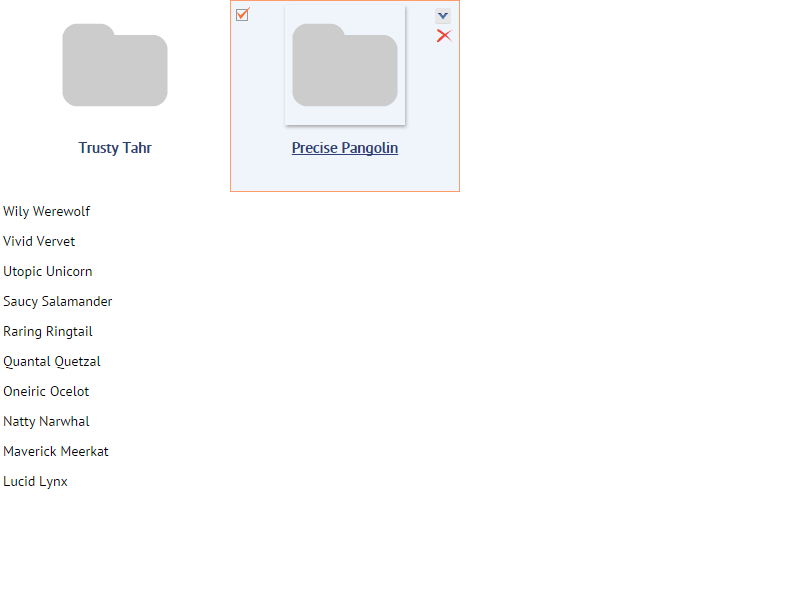 Trusty Tahr
Precise Pangolin
Wily Werewolf
Vivid Vervet
Utopic Unicorn
Saucy Salamander
Raring Ringtail
Quantal Quetzal
Oneiric Ocelot
Natty Narwhal
Maverick Meerkat
Lucid Lynx